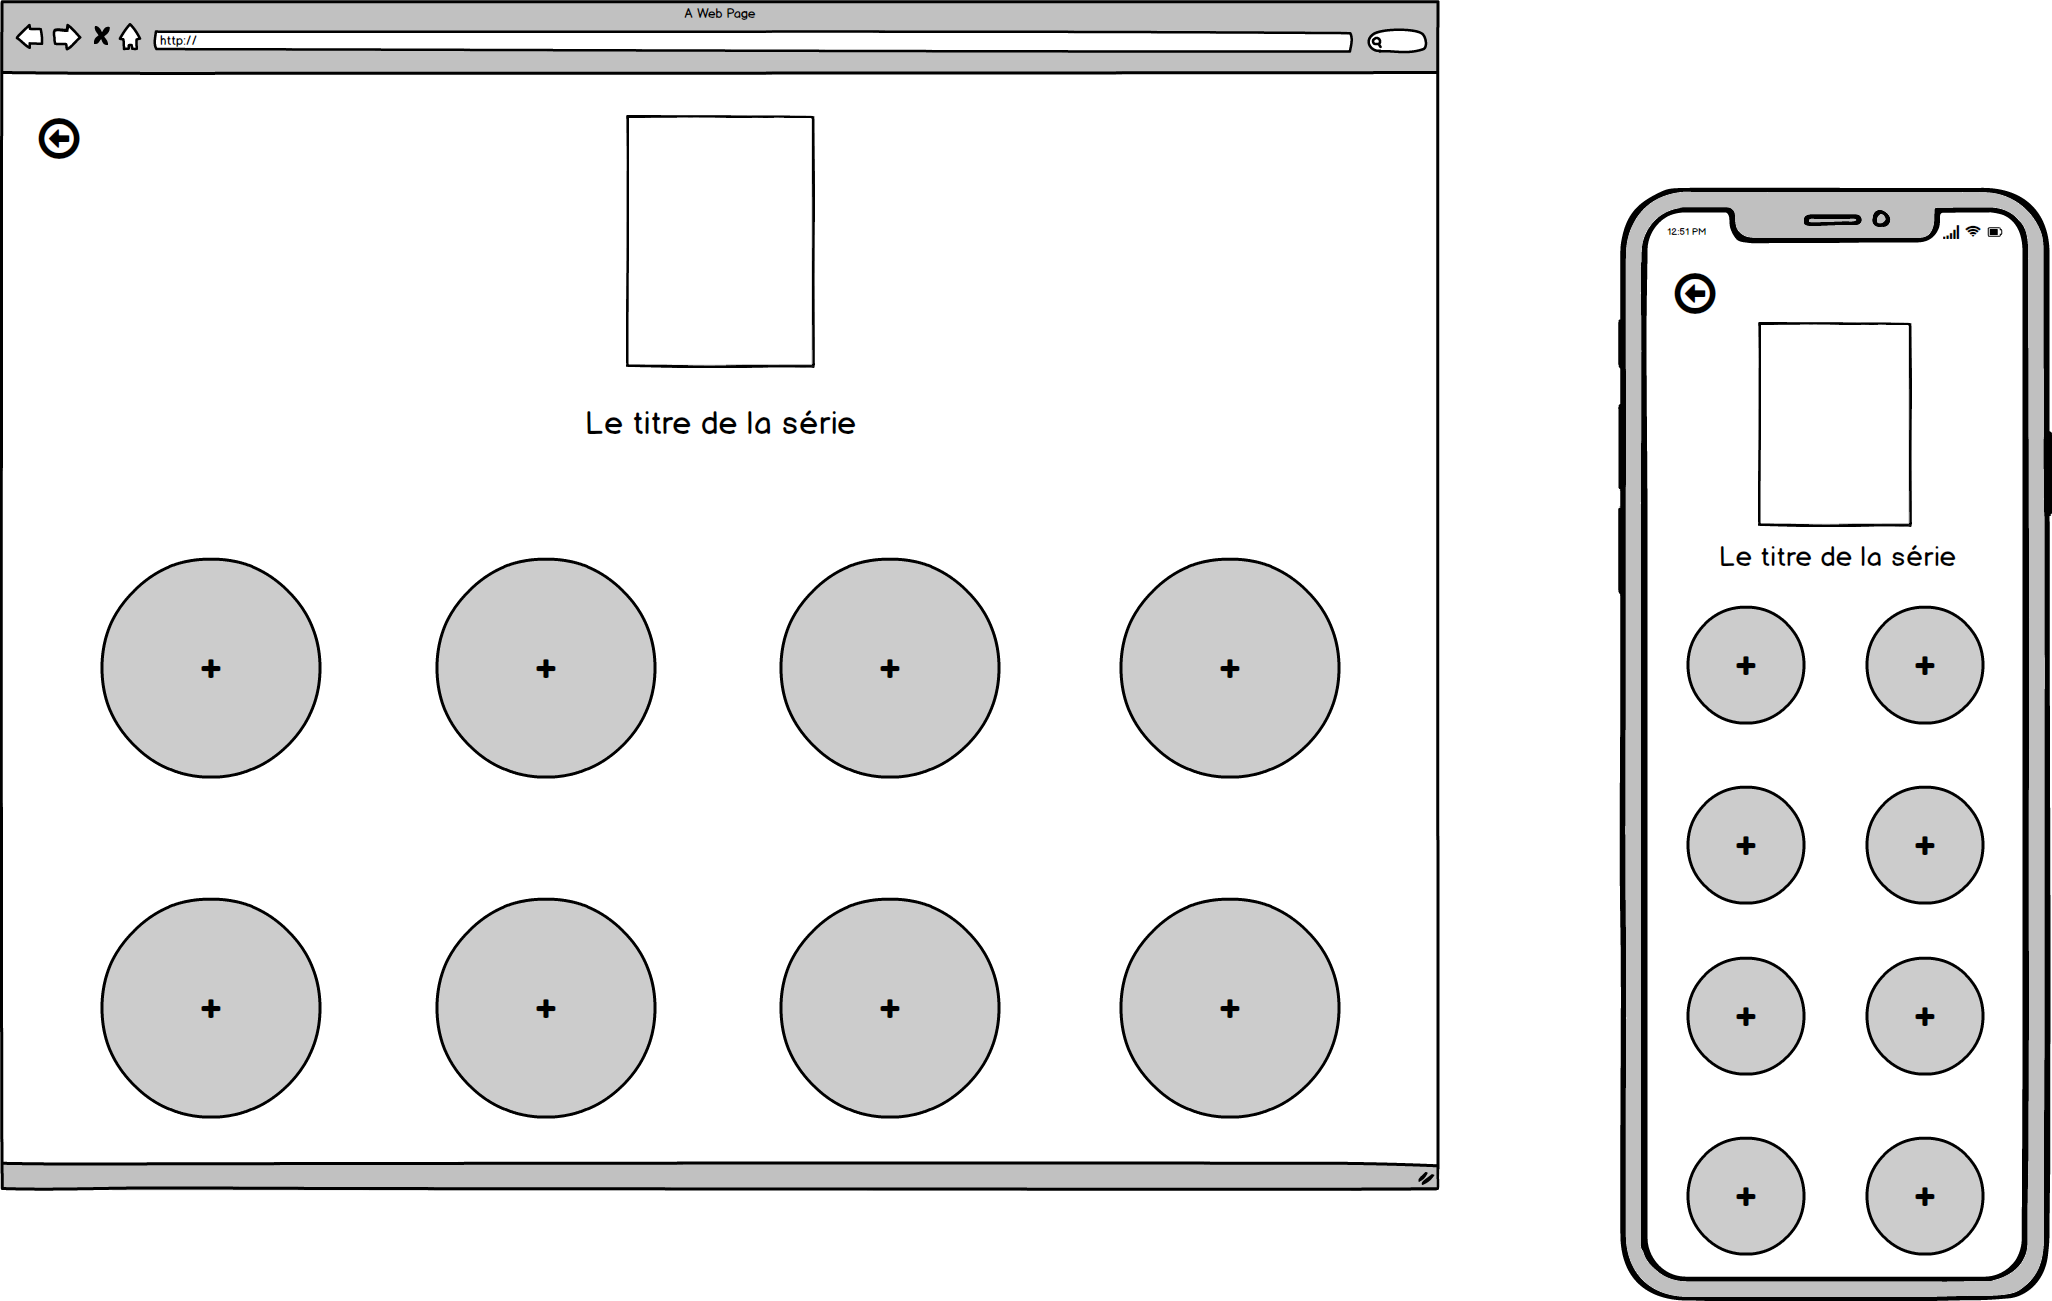 A Web Page
http://
Le titre de la série
+ + + +
+ + + +
12:51 PM
Le titre de la série
+ +
+ +
+ +
+ +